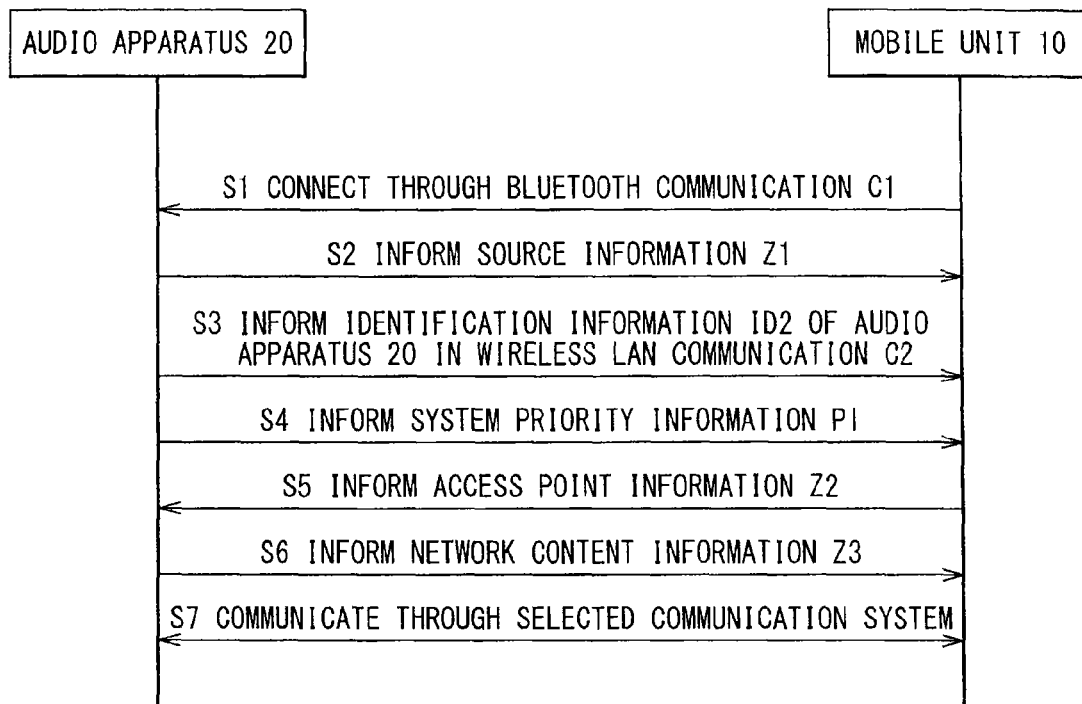 AUDIO APPARATUS 20
MOBILE UNIT 10
S1 CONNECT THROUGH BLUETOOTH COMMUNICATION C1
S2 INFORM SOURCE INFORMATION Z1
S3 INFORM IDENTIFICATION INFORMATION ID2 OF AUDIO
APPARATUS 20 IN WIRELESS LAN COMMUNICATION C2
S4 INFORM SYSTEM PRIORITY INFORMATION P1
S5 INFORM ACCESS POINT INFORMATION Z2
S6 INFORM NETWORK CONTENT INFORMATION Z3
S7 COMMUNICATE THROUGH SELECTED COMMUNICATION SYSTEM